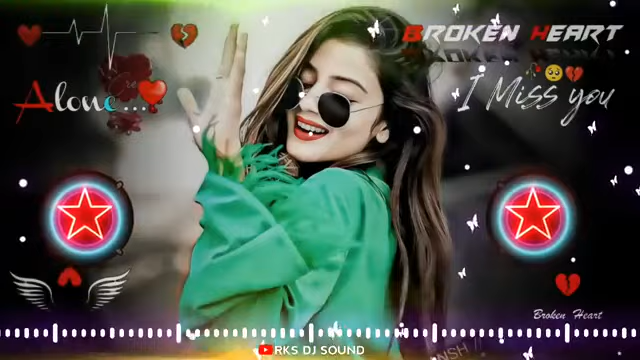 Broken Heart
Alone...
I Miss you
Broken Heart
RKS DJ SOUND